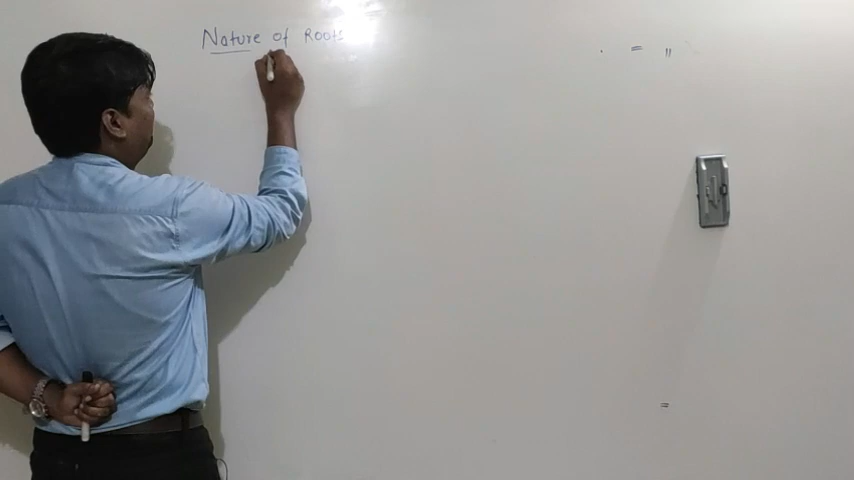 Nature of Roots
= "
=